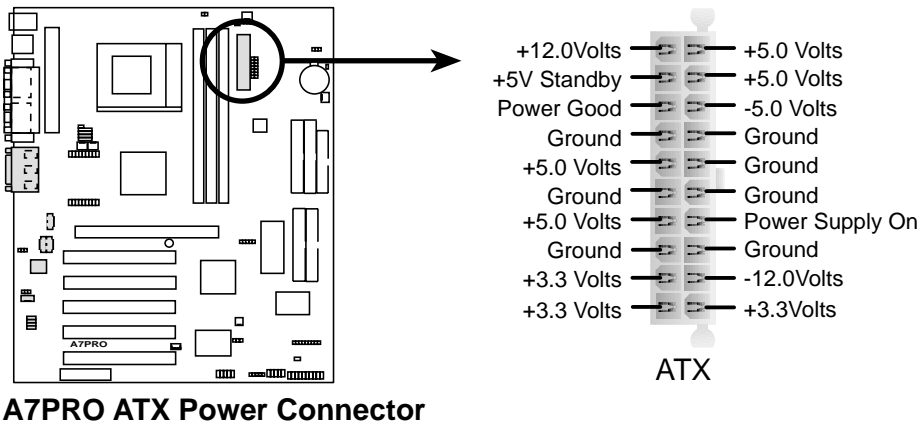 +12.0Volts
+5.0 Volts
+5V Standby
+5.0 Volts
Power Good
-5.0 Volts
Ground
Ground
+5.0 Volts
Ground
Ground
Ground
+5.0 Volts
Power Supply On
Ground
Ground
+3.3 Volts
-12.0Volts
+3.3 Volts
+3.3Volts
ATX
A7PRO
A7PRO ATX Power Connector